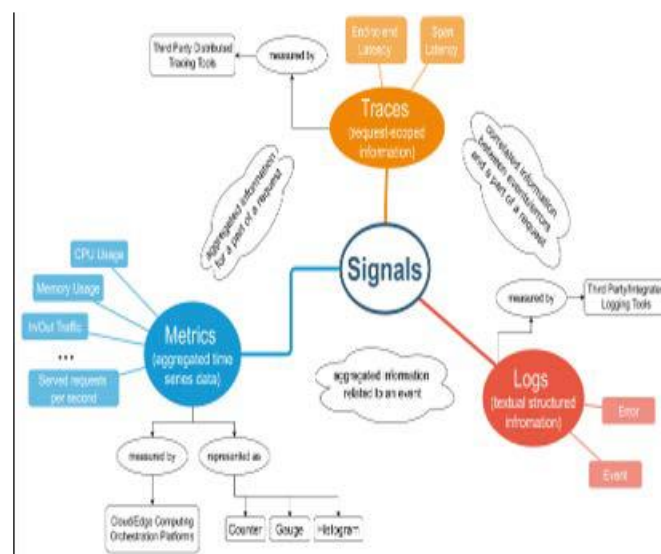 End-to-end
Latency
Span
Latency
Third Party Distributed
Tracing Tools
measured by
Traces
(request-scoped
information)
aggregated information
for a part of a request
correlated information
between events/errors
and a part of a request
Signals
CPU Usage
Memory Usage
In/Out Traffic
...
Served requests
per second
Metrics
(aggregated time
series data)
measured by
Third Party/Integrated
Logging Tools
aggregated information
related to an event
Logs
(textual structured
infromation)
Error
Event
measured by
represented as
Cloud/Edge Computing
Orchestration Platforms
Counter
Gauge
Histogram